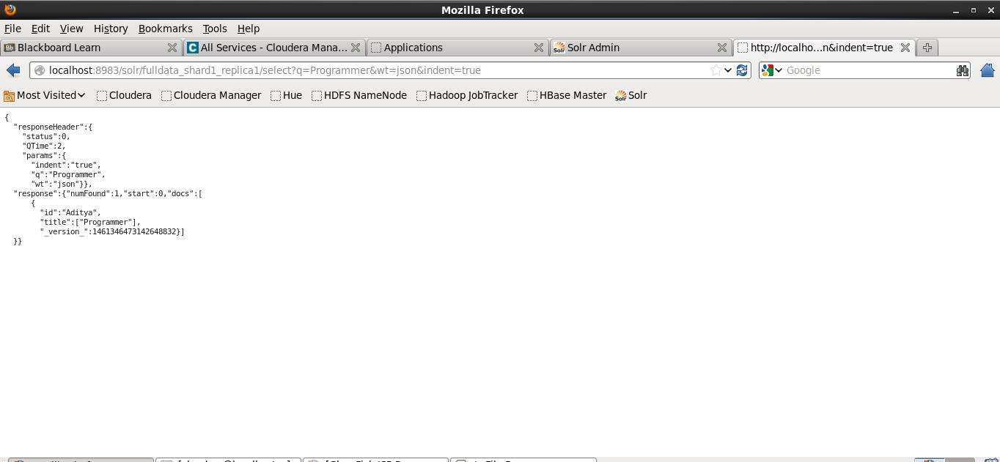 Mozilla Firefox
File Edit View History Bookmarks Tools Help
Blackboard Learn All Services - Cloudera Mana... Applications Solr Admin http://localho...n&indent=true
localhost:8983/solr/fulldata_shard1_replica1/select?q=Programmer&wt=json&indent=true Google
Most Visited Cloudera Cloudera Manager Hue HDFS NameNode Hadoop JobTracker HBase Master Solr
{
"responseHeader":{
"status":0,
"QTime":2,
"params":{
"indent":"true",
"q":"Programmer",
"wt":"json"}},
"response":{"numFound":1,"start":0,"docs":[
{
"id":"Aditya",
"title":["Programmer"],
"_version_":1461346473142648832}]
}}